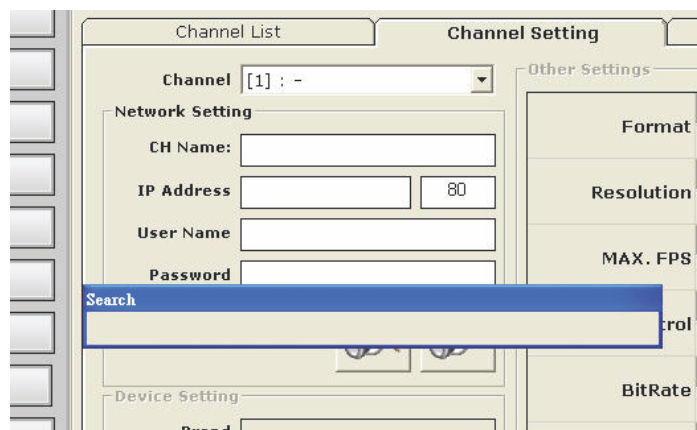 Channel List
Channel Setting
Channel [1] : -
Other Settings
Network Setting
Format
CH Name:
IP Address 80
Resolution
User Name
MAX. FPS
Password
Search
BitRate
Device Setting